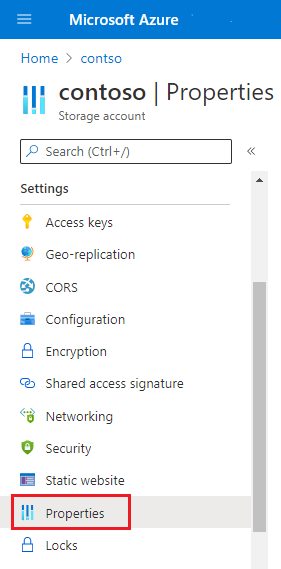 Microsoft Azure
Home > contso
contoso | Properties
Storage account
Search (Ctrl+/)
Settings
Access keys
Geo-replication
CORS
Configuration
Encryption
Shared access signature
Networking
Security
Static website
Properties
Locks